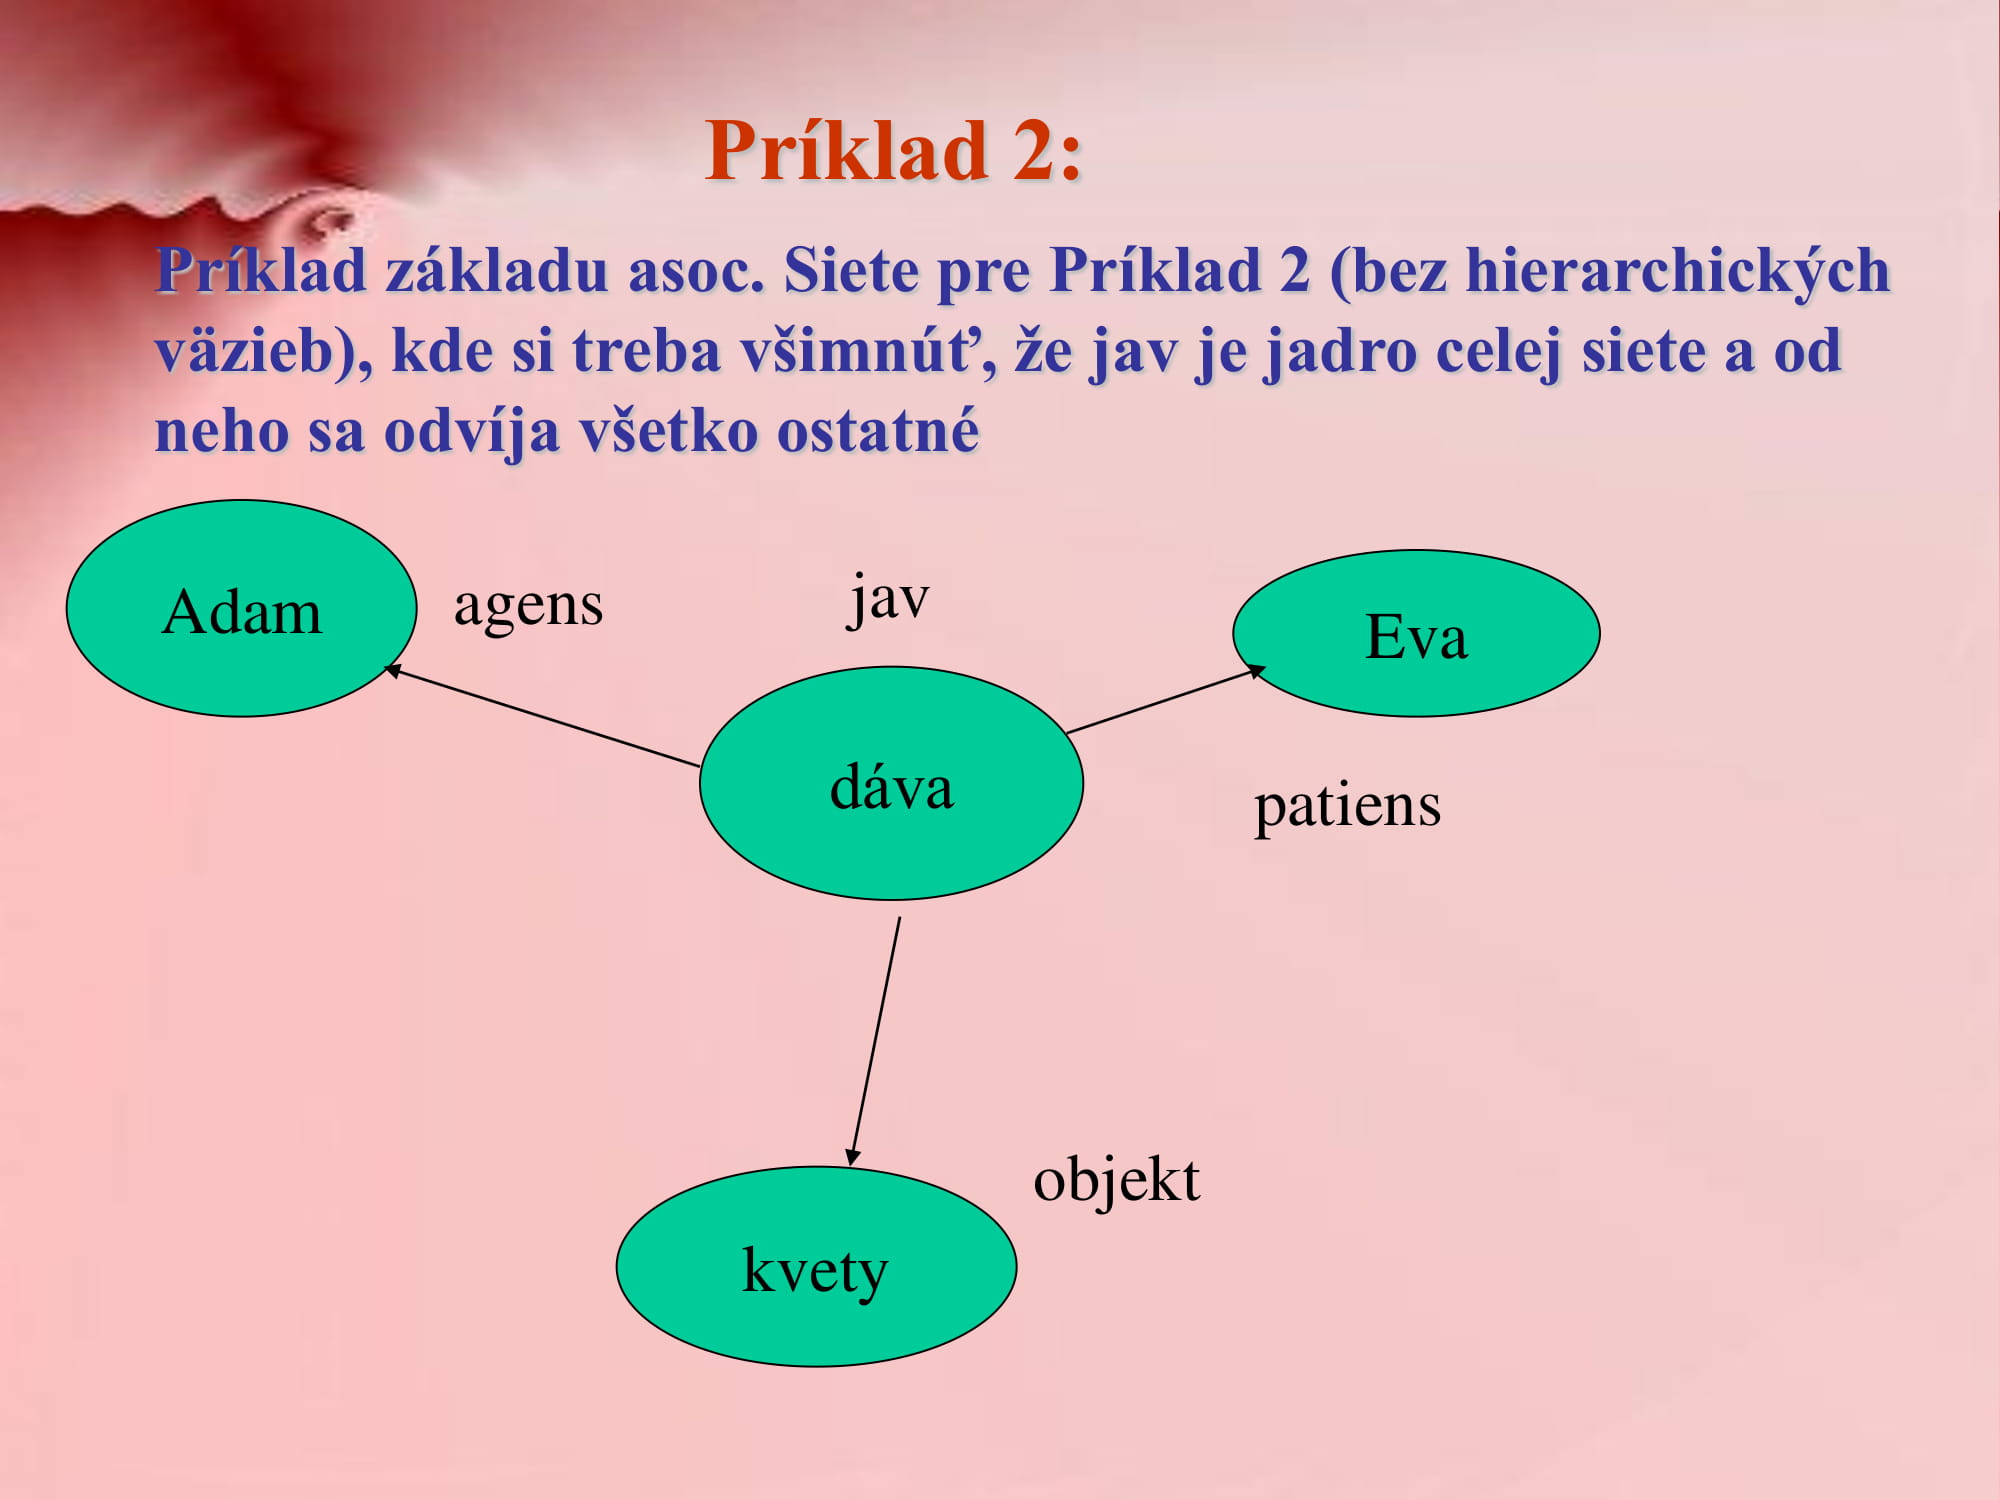 Príklad 2:
Príklad základu asoc. Siete pre Príklad 2 (bez hierarchických
väzieb), kde si treba všimnúť, že jav je jadro celej siete a od
neho sa odvíja všetko ostatné
Adam
agens
jav
Eva
dáva
patiens
objekt
kvety